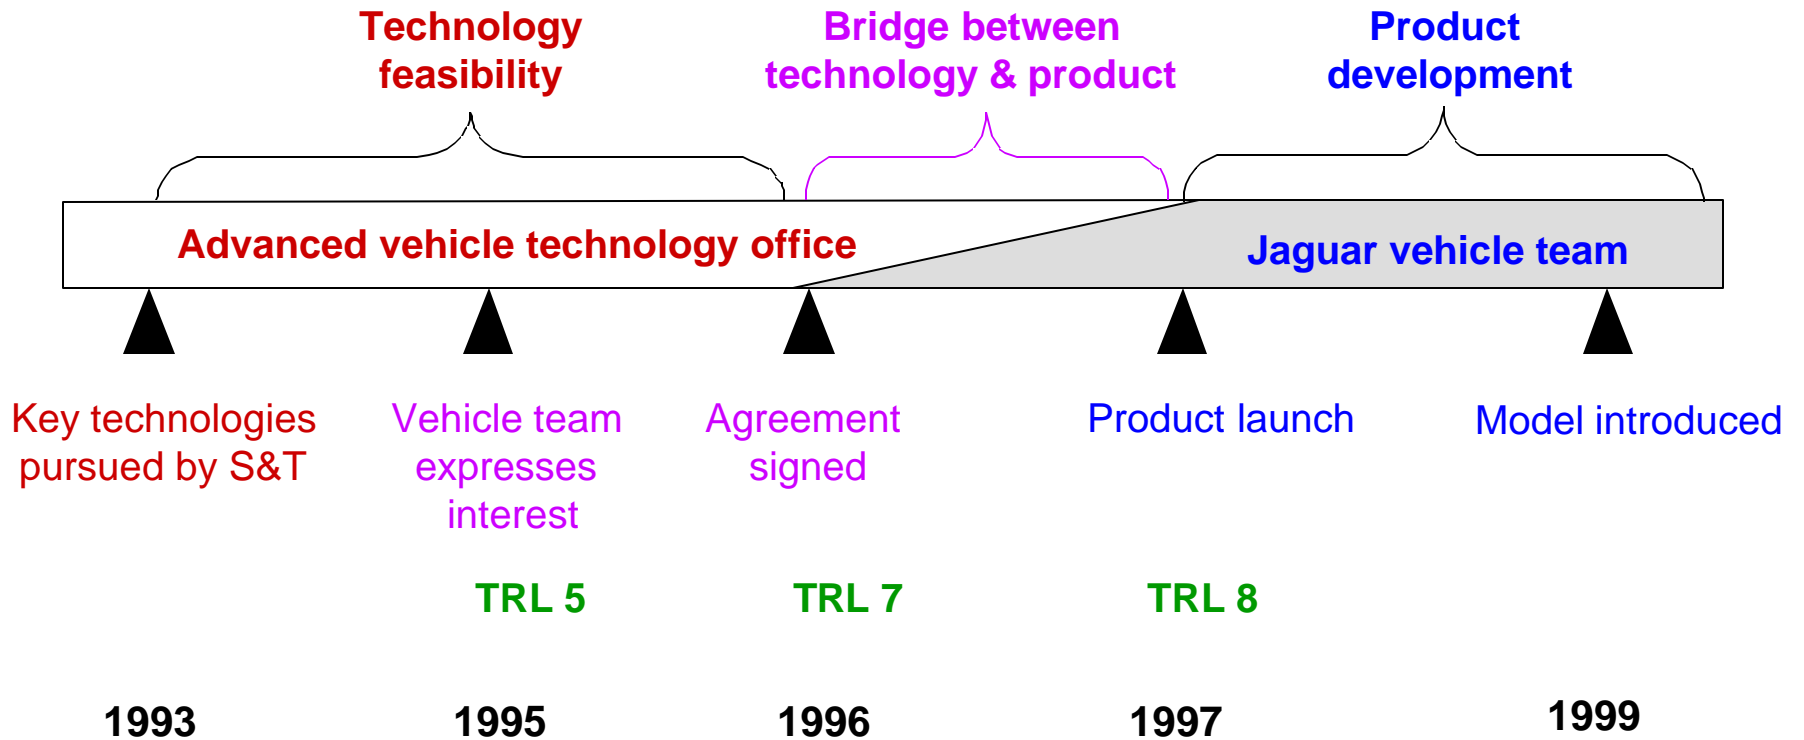 Technology
feasibility
Bridge between
technology & product
Product
development
Advanced vehicle technology office
Jaguar vehicle team
Key technologies
pursued by S&T
Vehicle team
expresses
interest
Agreement
signed
Product launch
Model introduced
TRL 5
TRL 7
TRL 8
1993
1995
1996
1997
1999